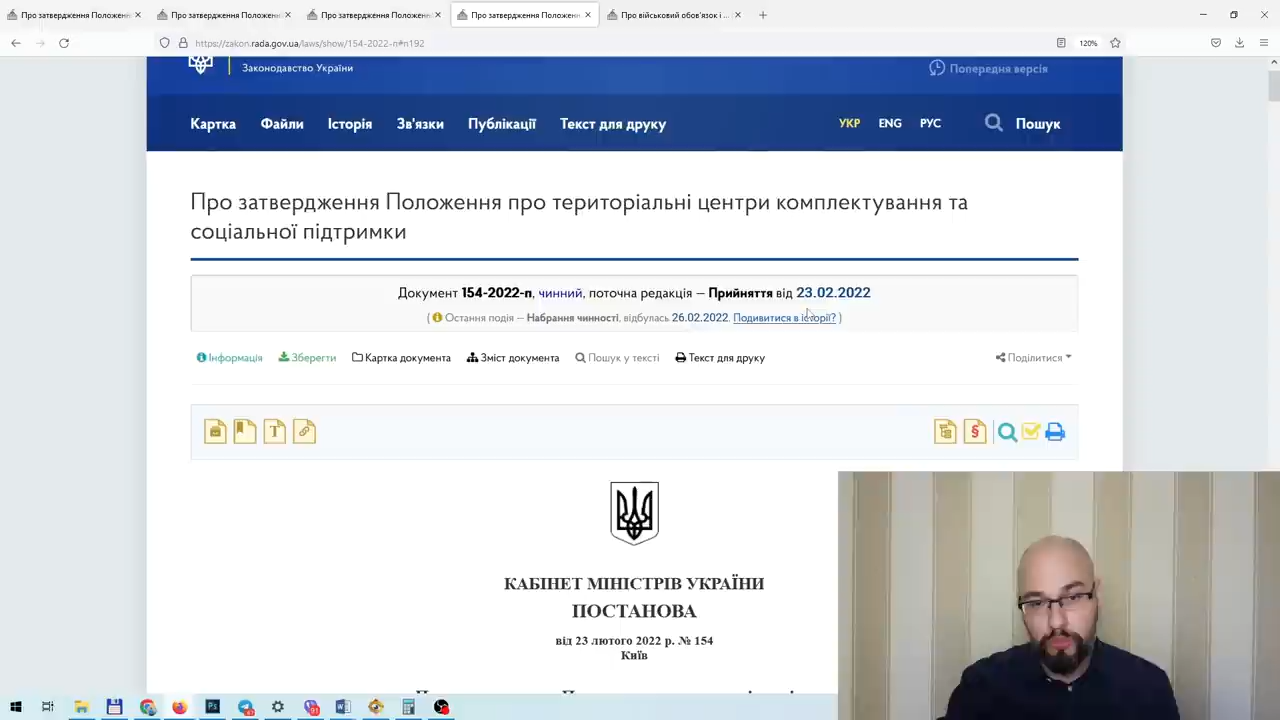 Про затвердження Положенн
Про затвердження Положенн
Про затвердження Положенн
Про затвердження Положенн
Про військовий обов'язок і ...
https://zakon.rada.gov.ua/laws/show/154-2022-п#n192
120%
Законодавство України
Попередня версія
Картка
Файли
Історія
Зв'язки
Публікації
Текст для друку
УКР
ENG
РУС
Пошук
Про затвердження Положення про територіальні центри комплектування та
соціальної підтримки
Документ 154-2022-п, чинний, поточна редакція — Прийняття від 23.02.2022
( Остання подія — Набрання чинності, відбулась 26.02.2022. Подивитися в історії? )
Інформація
Зберегти
Картка документа
Зміст документа
Пошук у тексті
Текст для друку
Поділитися
КАБІНЕТ МІНІСТРІВ УКРАЇНИ
ПОСТАНОВА
від 23 лютого 2022 р. № 154
Київ